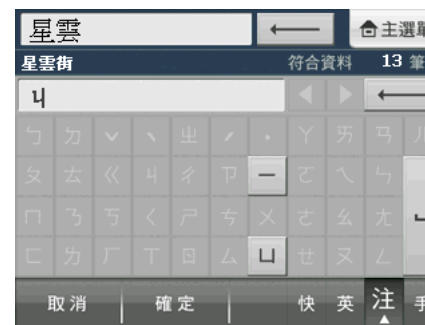 星雲 主選單
星雲街 符合資料 13 筆
ㄐ
ㄅ ㄉ ˇ ˋ ㄓ ˊ ˙ ㄚ ㄞ ㄢ ㄦ
ㄆ ㄊ ㄍ ㄐ ㄔ ㄗ ㄧ ㄛ ㄟ ㄣ
ㄇ ㄋ ㄎ ㄑ ㄕ ㄘ ㄨ ㄜ ㄠ ㄤ
ㄈ ㄌ ㄏ ㄒ ㄖ ㄙ ㄩ ㄝ ㄡ ㄥ
取消 確定 快 英 注 手